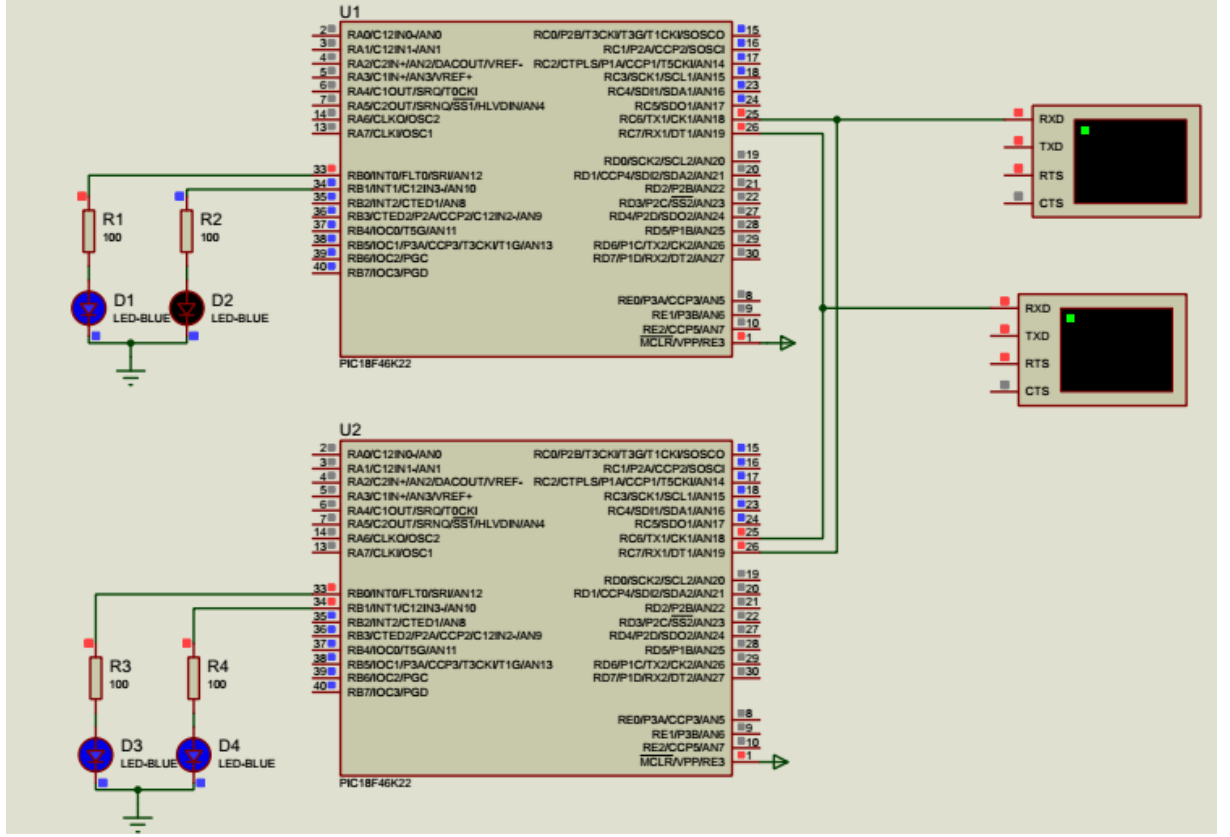 U1
2 RA0/C12IN0-/AN0
3 RA1/C12IN1-/AN1
4 RA2/C2IN+/AN2/DACOUT/VREF-
5 RA3/C1IN+/AN3/VREF+
6 RA4/C1OUT/SRQ/T0CKI
7 RA5/C2OUT/SRNQ/SS1/HLVDIN/AN4
14 RA6/CLKO/OSC2
13 RA7/CLKI/OSC1
33 RB0/INT0/FLT0/SRI/AN12
34 RB1/INT1/C12IN3-/AN10
35 RB2/INT2/CTED1/AN8
36 RB3/CTED2/P2A/CCP2/C12IN2-/AN9
37 RB4/IOC0/T5G/AN11
38 RB5/IOC1/P3A/CCP3/T3CKI/T1G/AN13
39 RB6/IOC2/PGC
40 RB7/IOC3/PGD
RC0/P2B/T3CKI/T3G/T1CKI/SOSCO 15
RC1/P2A/CCP2/SOSCI 16
RC2/CTPLS/P1A/CCP1/T5CKI/AN14 17
RC3/SCK1/SCL1/AN15 18
RC4/SDI1/SDA1/AN16 23
RC5/SDO1/AN17 24
RC6/TX1/CK1/AN18 25
RC7/RX1/DT1/AN19 26
RD0/SCK2/SCL2/AN20 19
RD1/CCP4/SDI2/SDA2/AN21 20
RD2/P2B/AN22 21
RD3/P2C/SS2/AN23 22
RD4/P2D/SDO2/AN24 27
RD5/P1B/AN25 28
RD6/P1C/TX2/CK2/AN26 29
RD7/P1D/RX2/DT2/AN27 30
RE0/P3A/CCP3/AN5 8
RE1/P3B/AN6 9
RE2/CCP5/AN7 10
MCLR/VPP/RE3 1
PIC18F46K22
R1
100
R2
100
D1
LED-BLUE
D2
LED-BLUE
RXD
TXD
RTS
CTS
RXD
TXD
RTS
CTS
U2
2 RA0/C12IN0-/AN0
3 RA1/C12IN1-/AN1
4 RA2/C2IN+/AN2/DACOUT/VREF-
5 RA3/C1IN+/AN3/VREF+
6 RA4/C1OUT/SRQ/T0CKI
7 RA5/C2OUT/SRNQ/SS1/HLVDIN/AN4
14 RA6/CLKO/OSC2
13 RA7/CLKI/OSC1
33 RB0/INT0/FLT0/SRI/AN12
34 RB1/INT1/C12IN3-/AN10
35 RB2/INT2/CTED1/AN8
36 RB3/CTED2/P2A/CCP2/C12IN2-/AN9
37 RB4/IOC0/T5G/AN11
38 RB5/IOC1/P3A/CCP3/T3CKI/T1G/AN13
39 RB6/IOC2/PGC
40 RB7/IOC3/PGD
RC0/P2B/T3CKI/T3G/T1CKI/SOSCO 15
RC1/P2A/CCP2/SOSCI 16
RC2/CTPLS/P1A/CCP1/T5CKI/AN14 17
RC3/SCK1/SCL1/AN15 18
RC4/SDI1/SDA1/AN16 23
RC5/SDO1/AN17 24
RC6/TX1/CK1/AN18 25
RC7/RX1/DT1/AN19 26
RD0/SCK2/SCL2/AN20 19
RD1/CCP4/SDI2/SDA2/AN21 20
RD2/P2B/AN22 21
RD3/P2C/SS2/AN23 22
RD4/P2D/SDO2/AN24 27
RD5/P1B/AN25 28
RD6/P1C/TX2/CK2/AN26 29
RD7/P1D/RX2/DT2/AN27 30
RE0/P3A/CCP3/AN5 8
RE1/P3B/AN6 9
RE2/CCP5/AN7 10
MCLR/VPP/RE3 1
PIC18F46K22
R3
100
R4
100
D3
LED-BLUE
D4
LED-BLUE